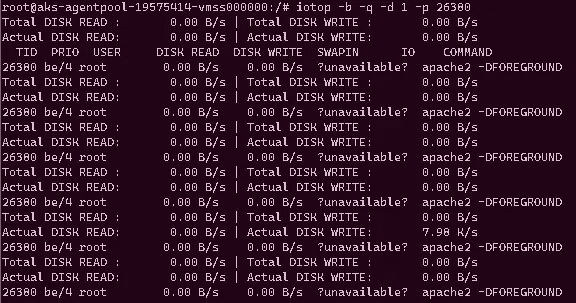 root@aks-agentpool-19575414-vmss000000:/# iotop -b -q -d 1 -p 26380
Total DISK READ : 0.00 B/s | Total DISK WRITE : 0.00 B/s
Actual DISK READ: 0.00 B/s | Actual DISK WRITE: 0.00 B/s
TID PRIO USER DISK READ DISK WRITE SWAPIN IO COMMAND
26380 be/4 root 0.00 B/s 0.00 B/s ?unavailable? apache2 -DFOREGROUND
Total DISK READ : 0.00 B/s | Total DISK WRITE : 0.00 B/s
Actual DISK READ: 0.00 B/s | Actual DISK WRITE: 0.00 B/s
26380 be/4 root 0.00 B/s 0.00 B/s ?unavailable? apache2 -DFOREGROUND
Total DISK READ : 0.00 B/s | Total DISK WRITE : 0.00 B/s
Actual DISK READ: 0.00 B/s | Actual DISK WRITE: 0.00 B/s
26380 be/4 root 0.00 B/s 0.00 B/s ?unavailable? apache2 -DFOREGROUND
Total DISK READ : 0.00 B/s | Total DISK WRITE : 0.00 B/s
Actual DISK READ: 0.00 B/s | Actual DISK WRITE: 0.00 B/s
26380 be/4 root 0.00 B/s 0.00 B/s ?unavailable? apache2 -DFOREGROUND
Total DISK READ : 0.00 B/s | Total DISK WRITE : 0.00 B/s
Actual DISK READ: 0.00 B/s | Actual DISK WRITE: 7.90 K/s
26380 be/4 root 0.00 B/s 0.00 B/s ?unavailable? apache2 -DFOREGROUND
Total DISK READ : 0.00 B/s | Total DISK WRITE : 0.00 B/s
Actual DISK READ: 0.00 B/s | Actual DISK WRITE: 0.00 B/s
26380 be/4 root 0.00 B/s 0.00 B/s ?unavailable? apache2 -DFOREGROUND